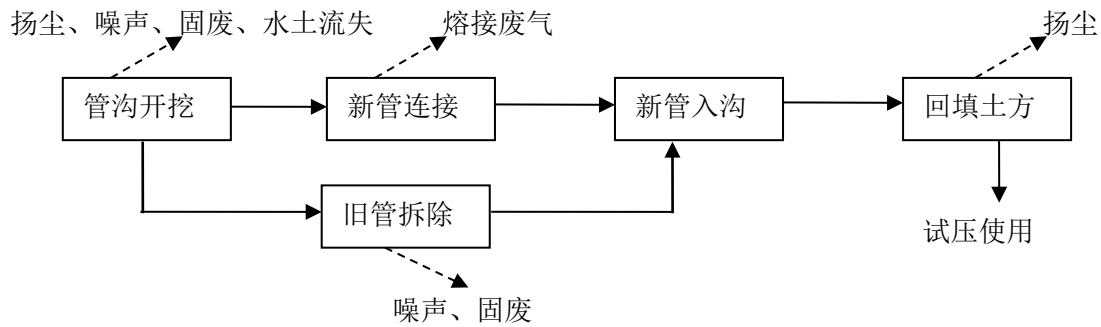 扬尘、噪声、固废、水土流失
熔接废气
扬尘
管沟开挖
新管连接
新管入沟
回填土方
旧管拆除
试压使用
噪声、固废